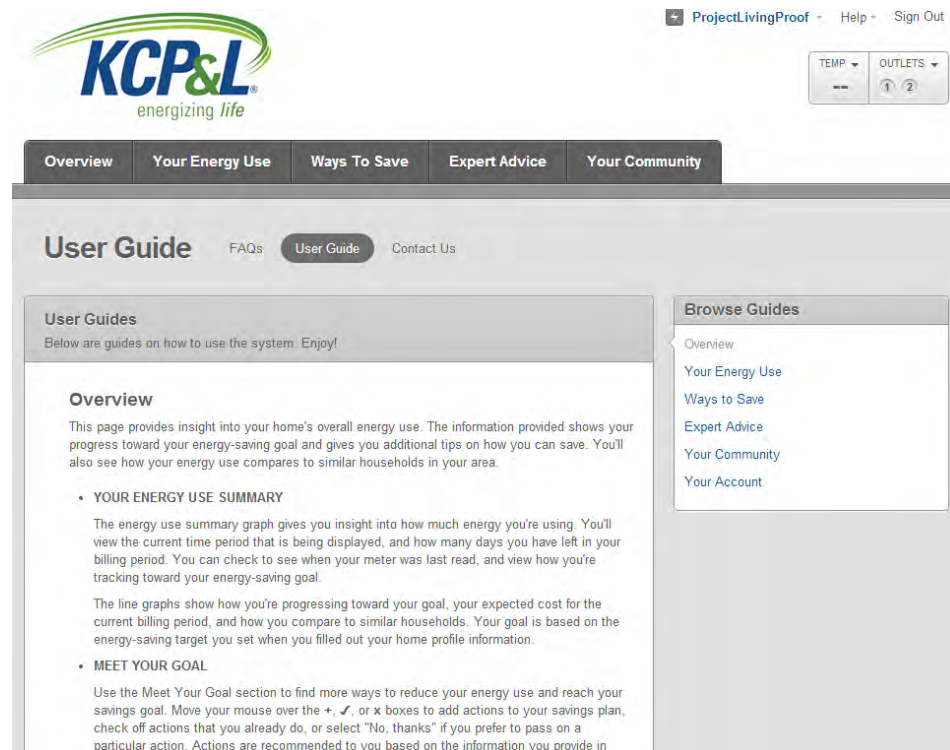 ProjectLivingProof Help Sign Out
KCP&L®
energizing life
TEMP OUTLETS
-- 1 2
Overview Your Energy Use Ways To Save Expert Advice Your Community
User Guide FAQs User Guide Contact Us
User Guides
Below are guides on how to use the system. Enjoy!
Overview
This page provides insight into your home's overall energy use. The information provided shows your
progress toward your energy-saving goal and gives you additional tips on how you can save. You'll
also see how your energy use compares to similar households in your area.
• YOUR ENERGY USE SUMMARY
The energy use summary graph gives you insight into how much energy you're using. You'll
view the current time period that is being displayed, and how many days you have left in your
billing period. You can check to see when your meter was last read, and view how you're
tracking toward your energy-saving goal.
The line graphs show how you're progressing toward your goal, your expected cost for the
current billing period, and how you compare to similar households. Your goal is based on the
energy-saving target you set when you filled out your home profile information.
• MEET YOUR GOAL
Use the Meet Your Goal section to find more ways to reduce your energy use and reach your
savings goal. Move your mouse over the +, ✓, or x boxes to add actions to your savings plan,
check off actions that you already do, or select "No, thanks" if you prefer to pass on a
particular action. Actions are recommended to you based on the information you provide in
Browse Guides
Overview
Your Energy Use
Ways to Save
Expert Advice
Your Community
Your Account